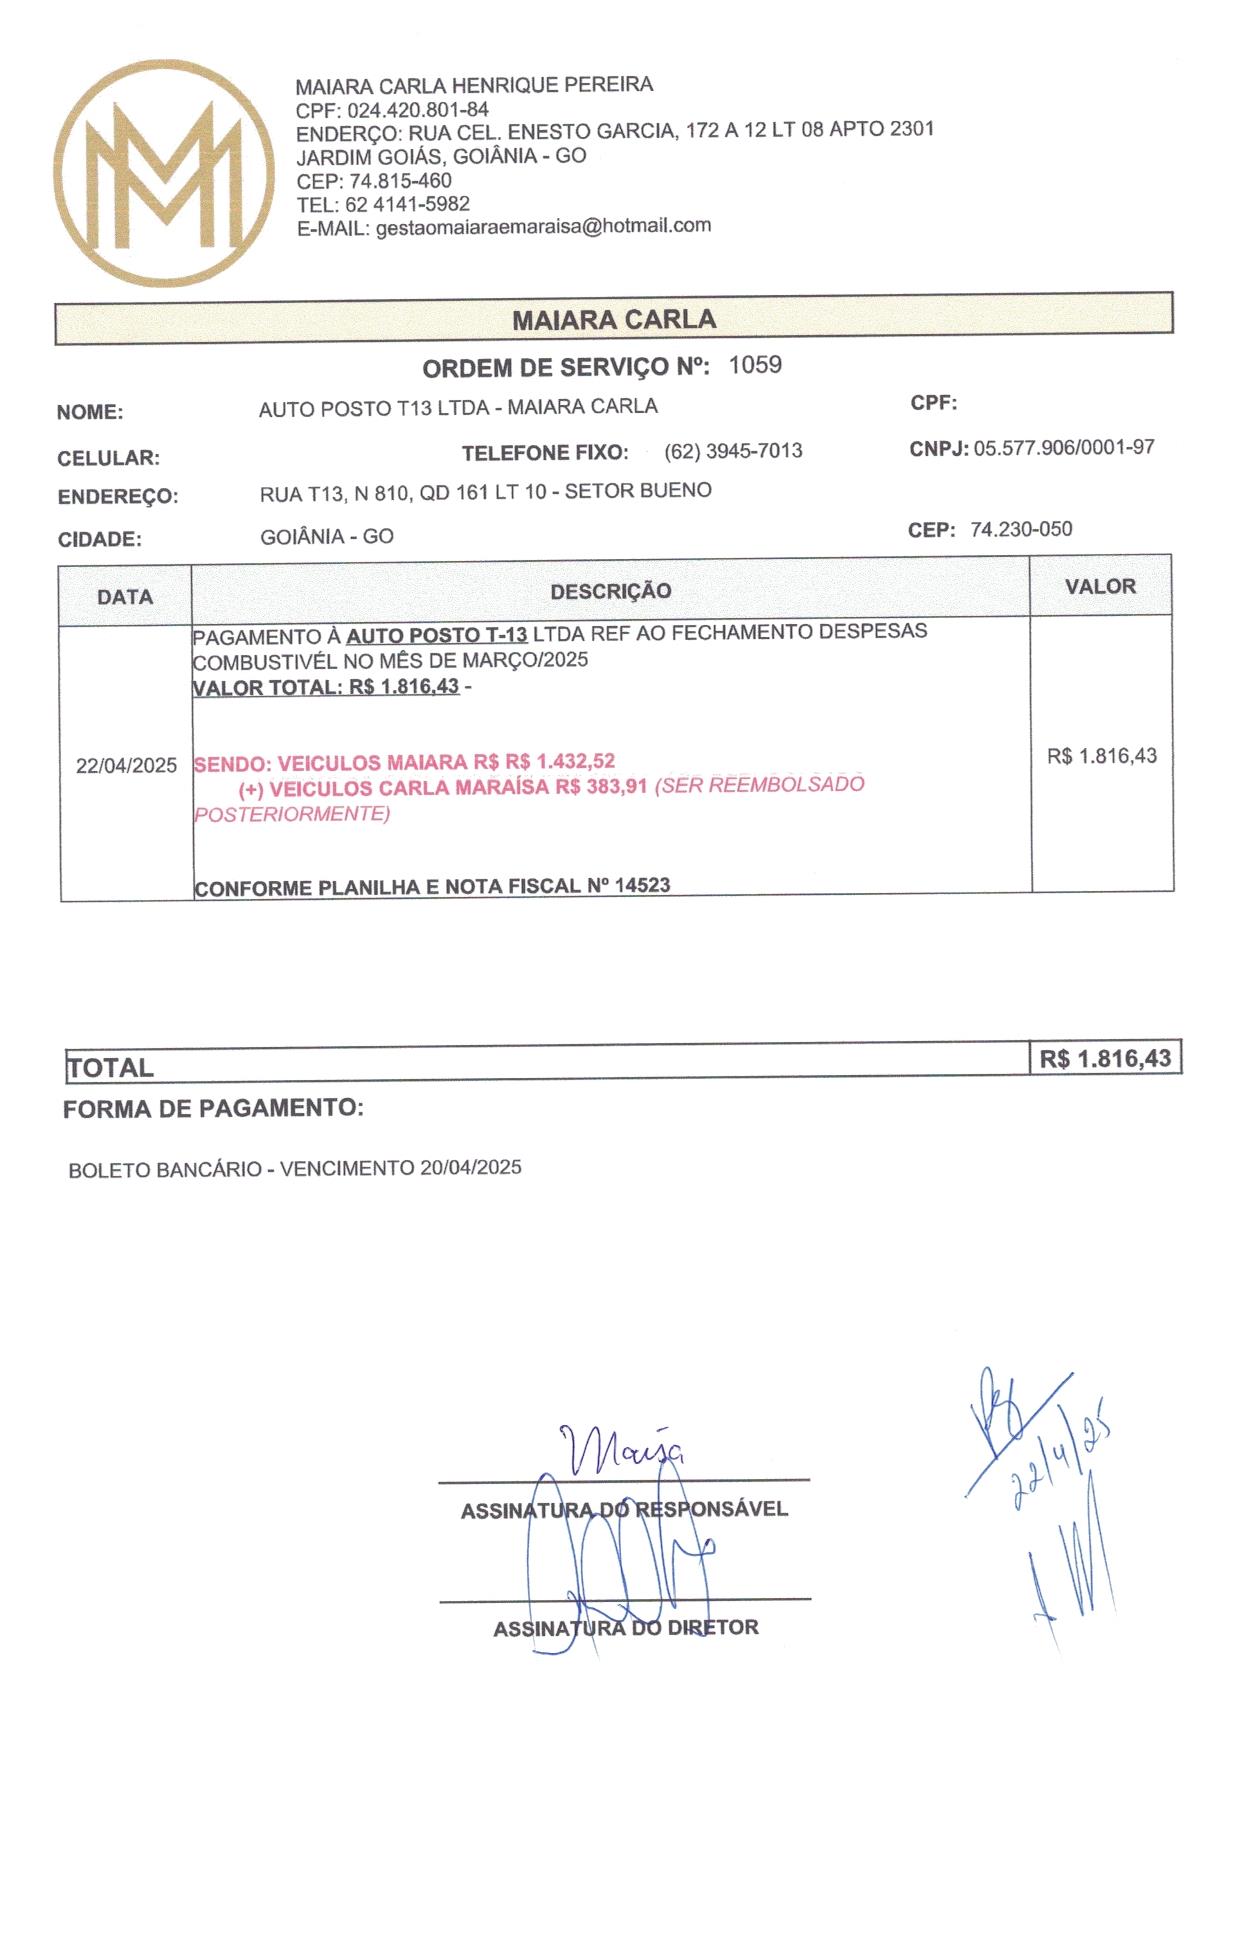 MAIARA CARLA HENRIQUE PEREIRA
CPF: 024.420.801-84
ENDERÇO: RUA CEL. ENESTO GARCIA, 172 A 12 LT 08 APTO 2301
JARDIM GOIÁS, GOIÂNIA - GO
CEP: 74.815-460
TEL: 62 4141-5982
E-MAIL: gestaomaiaraemaraisa@hotmail.com
MAIARA CARLA
ORDEM DE SERVIÇO Nº: 1059
NOME: AUTO POSTO T13 LTDA - MAIARA CARLA CPF:
CELULAR: TELEFONE FIXO: (62) 3945-7013 CNPJ: 05.577.906/0001-97
ENDEREÇO: RUA T13, N 810, QD 161 LT 10 - SETOR BUENO
CIDADE: GOIÂNIA - GO CEP: 74.230-050
DATA DESCRIÇÃO VALOR
PAGAMENTO À AUTO POSTO T-13 LTDA REF AO FECHAMENTO DESPESAS
COMBUSTIVÉL NO MÊS DE MARÇO/2025
VALOR TOTAL: R$ 1.816,43 -
22/04/2025 SENDO: VEICULOS MAIARA R$ R$ 1.432,52 R$ 1.816,43
(+) VEICULOS CARLA MARAÍSA R$ 383,91 (SER REEMBOLSADO
POSTERIORMENTE)
CONFORME PLANILHA E NOTA FISCAL Nº 14523
TOTAL R$ 1.816,43
FORMA DE PAGAMENTO:
BOLETO BANCÁRIO - VENCIMENTO 20/04/2025
Maisa
ASSINATURA DO RESPONSÁVEL
ASSINATURA DO DIRETOR
22/4/25